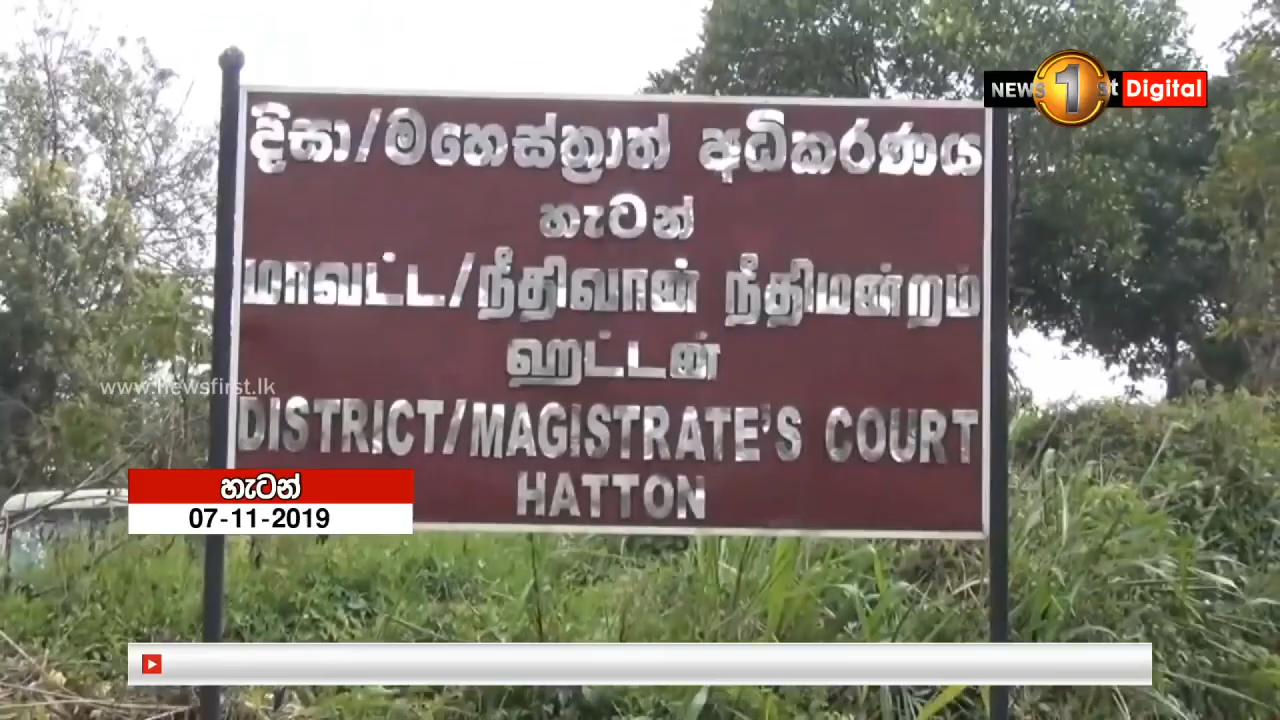 NEWS 1st Digital
දිසා/මහෙස්ත්‍රාත් අධිකරණය
හැටන්
மாவட்ட/நீதிவான் நீதிமன்றம்
ஹட்டன்
www.newsfirst.lk
DISTRICT/MAGISTRATE'S COURT
HATTON
හැටන්
07-11-2019